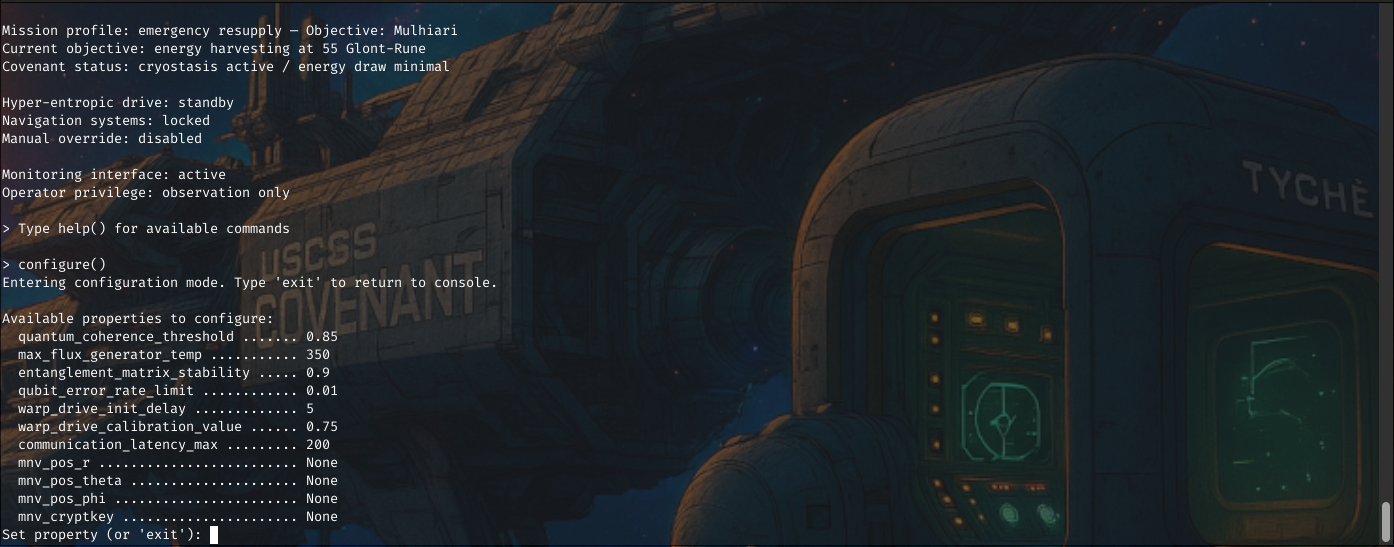 Mission profile: emergency resupply – Objective: Mulhiari
Current objective: energy harvesting at 55 Glont-Rune
Covenant status: cryostasis active / energy draw minimal
Hyper-entropic drive: standby
Navigation systems: locked
Manual override: disabled
Monitoring interface: active
Operator privilege: observation only
> Type help() for available commands
> configure()
Entering configuration mode. Type 'exit' to return to console.
Available properties to configure:
quantum_coherence_threshold ....... 0.85
max_flux_generator_temp ........... 350
entanglement_matrix_stability ..... 0.9
qubit_error_rate_limit ............ 0.01
warp_drive_init_delay ............. 5
warp_drive_calibration_value ...... 0.75
communication_latency_max ......... 200
mnv_pos_r ......................... None
mnv_pos_theta ..................... None
mnv_pos_phi ....................... None
mnv_cryptkey ...................... None
Set property (or 'exit'):
USCSS
COVENANT
TYCHĒ